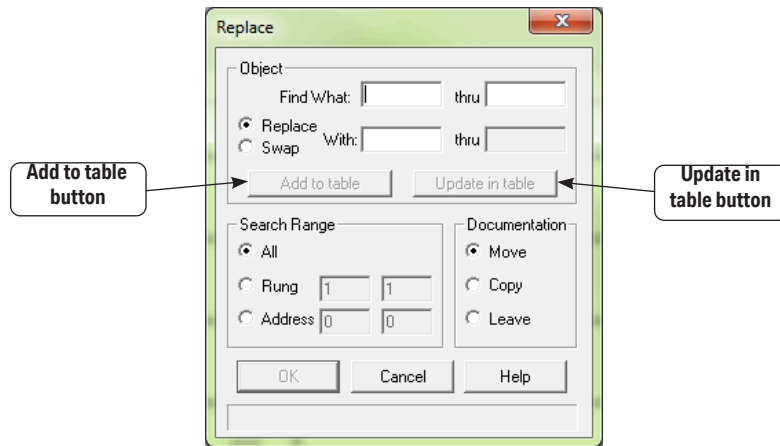 Replace
Object
Find What:
thru
Replace
Swap
With:
thru
Add to table
button
Add to table
Update in table
Update in
table button
Search Range
Documentation
All
Move
Rung 1 1
Copy
Address 0 0
Leave
OK Cancel Help